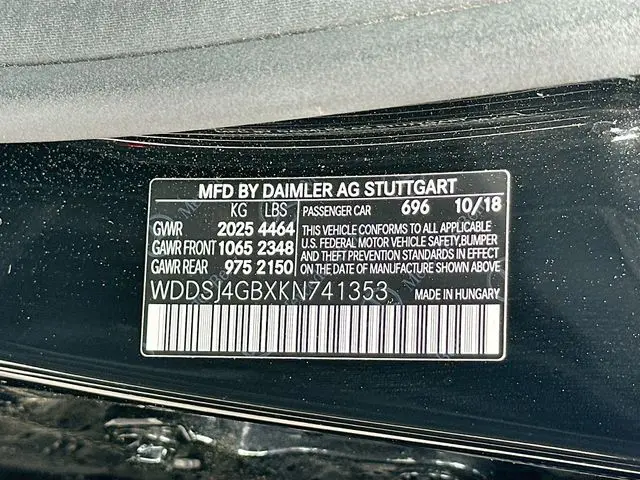 MFD BY DAIMLER AG STUTTGART
KG LBS PASSENGER CAR 696 10/18
GVWR 2025 4464 THIS VEHICLE CONFORMS TO ALL APPLICABLE
GAWR FRONT 1065 2348 U.S. FEDERAL MOTOR VEHICLE SAFETY,BUMPER
GAWR REAR 975 2150 AND THEFT PREVENTION STANDARDS IN EFFECT
ON THE DATE OF MANUFACTURE SHOWN ABOVE.
WDDSJ4GBXKN741353 MADE IN HUNGARY